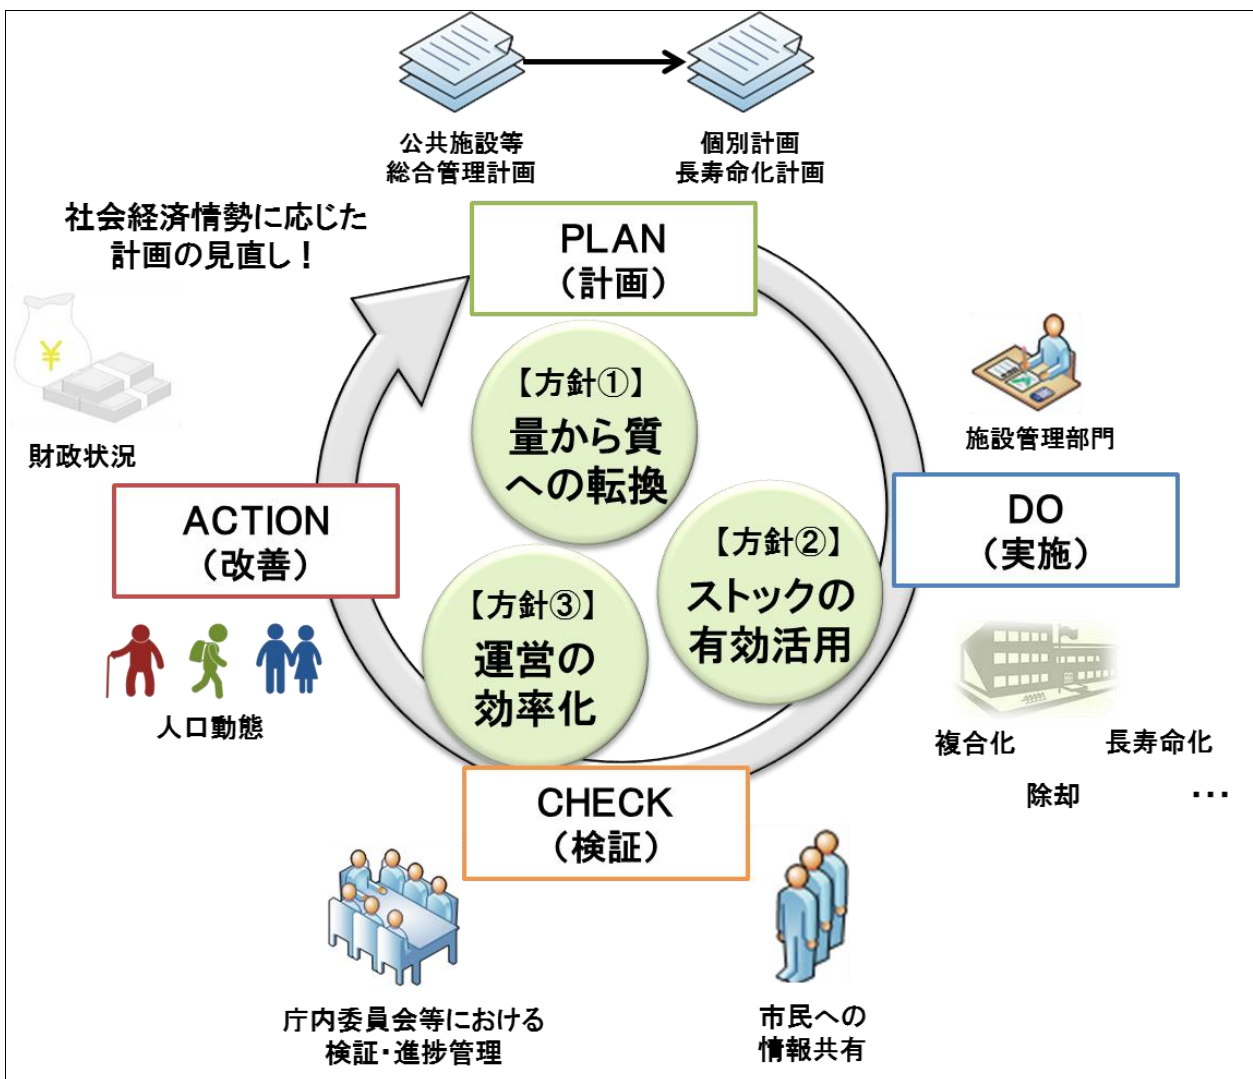 公共施設等
総合管理計画
個別計画
長寿命化計画
社会経済情勢に応じた
計画の見直し！
PLAN
（計画）
¥
財政状況
【方針①】
量から質
への転換
施設管理部門
ACTION
（改善）
DO
（実施）
【方針②】
ストックの
有効活用
【方針③】
運営の
効率化
人口動態
複合化
長寿命化
除却
･･･
CHECK
（検証）
庁内委員会等における
検証・進捗管理
市民への
情報共有